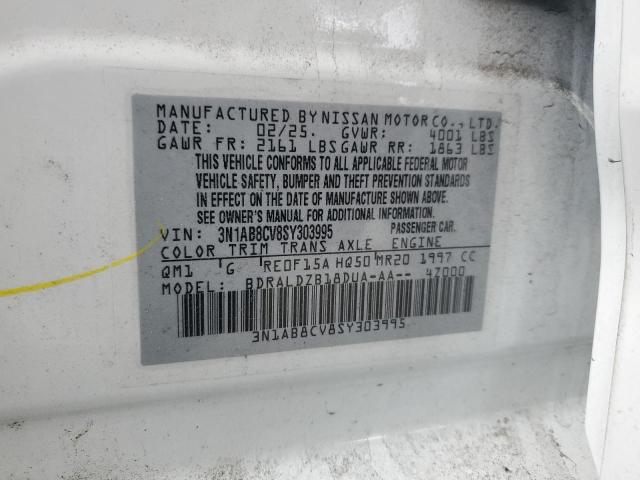 MANUFACTURED BY NISSAN MOTOR CO., LTD.
DATE: 02/25. GVWR: 4001 LBS
GAWR FR: 2161 LBS GAWR RR: 1863 LBS
THIS VEHICLE CONFORMS TO ALL APPLICABLE FEDERAL MOTOR
VEHICLE SAFETY, BUMPER AND THEFT PREVENTION STANDARDS
IN EFFECT ON THE DATE OF MANUFACTURE SHOWN ABOVE.
SEE OWNER'S MANUAL FOR ADDITIONAL INFORMATION.
VIN: 3N1AB8CV8SY303995 PASSENGER CAR.
COLOR TRIM TRANS AXLE ENGINE
QM1 G RE0F15A HQ50 MR20 1997 CC
MODEL: BDRALDZB18DUA-AA-- 4Z000
3N1AB8CV8SY303995